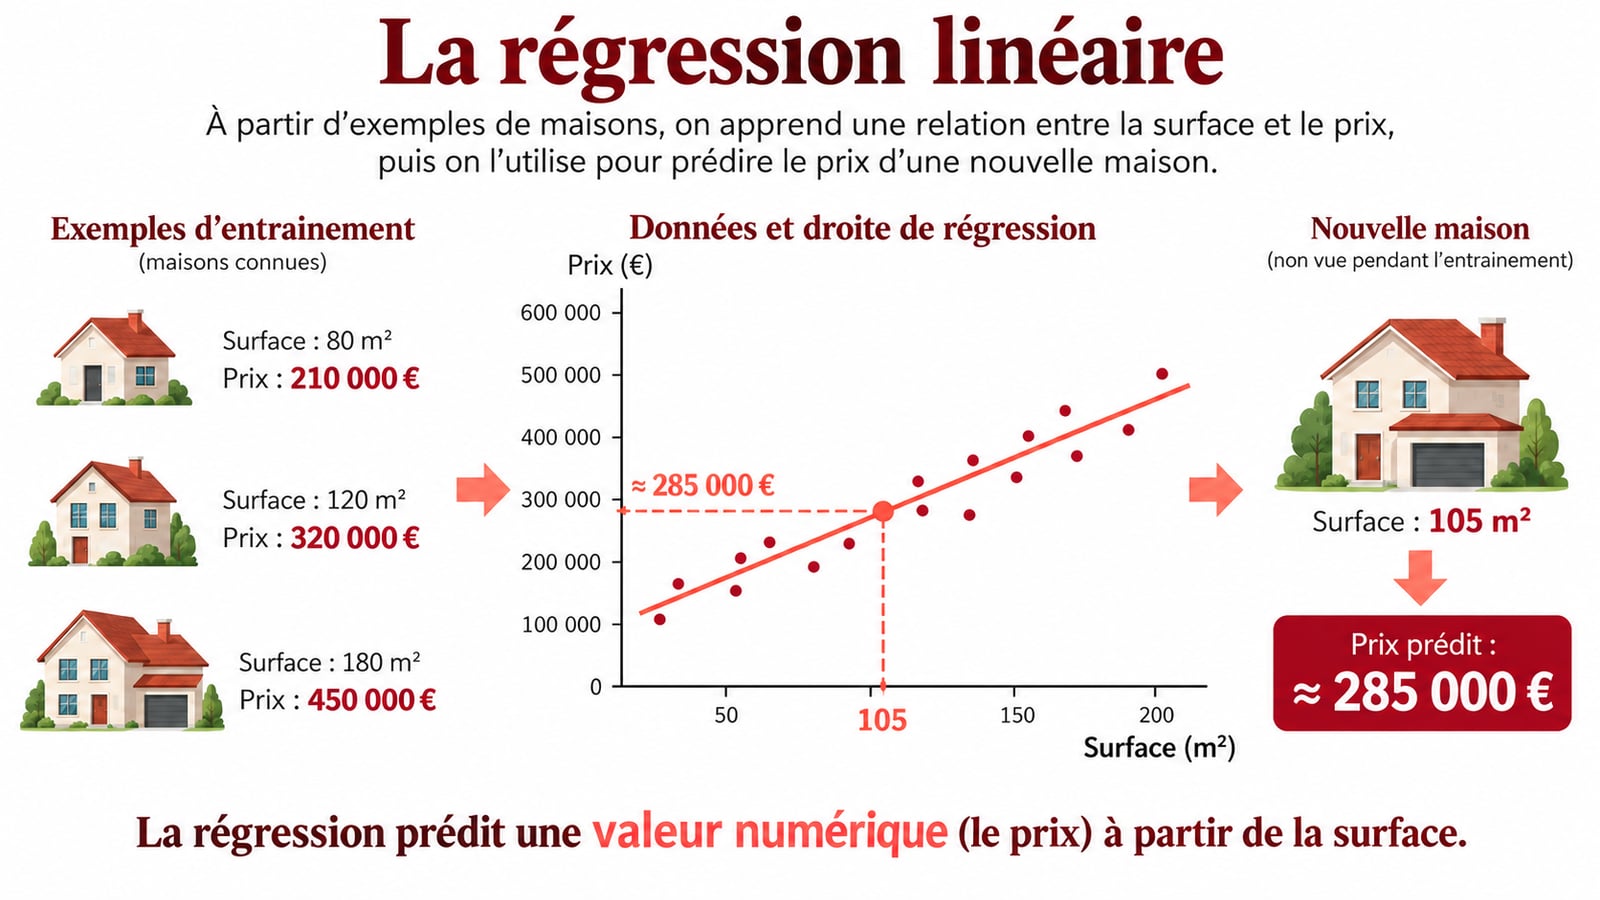 La régression linéaire
À partir d’exemples de maisons, on apprend une relation entre la surface et le prix,
puis on l’utilise pour prédire le prix d’une nouvelle maison.
Exemples d’entrainement
(maisons connues)
Surface : 80 m²
Prix : 210 000 €
Surface : 120 m²
Prix : 320 000 €
Surface : 180 m²
Prix : 450 000 €
Données et droite de régression
Prix (€)
600 000
500 000
400 000
300 000
200 000
100 000
0
≈ 285 000 €
50
105
150
200
Surface (m²)
Nouvelle maison
(non vue pendant l’entrainement)
Surface : 105 m²
Prix prédit :
≈ 285 000 €
La régression prédit une valeur numérique (le prix) à partir de la surface.